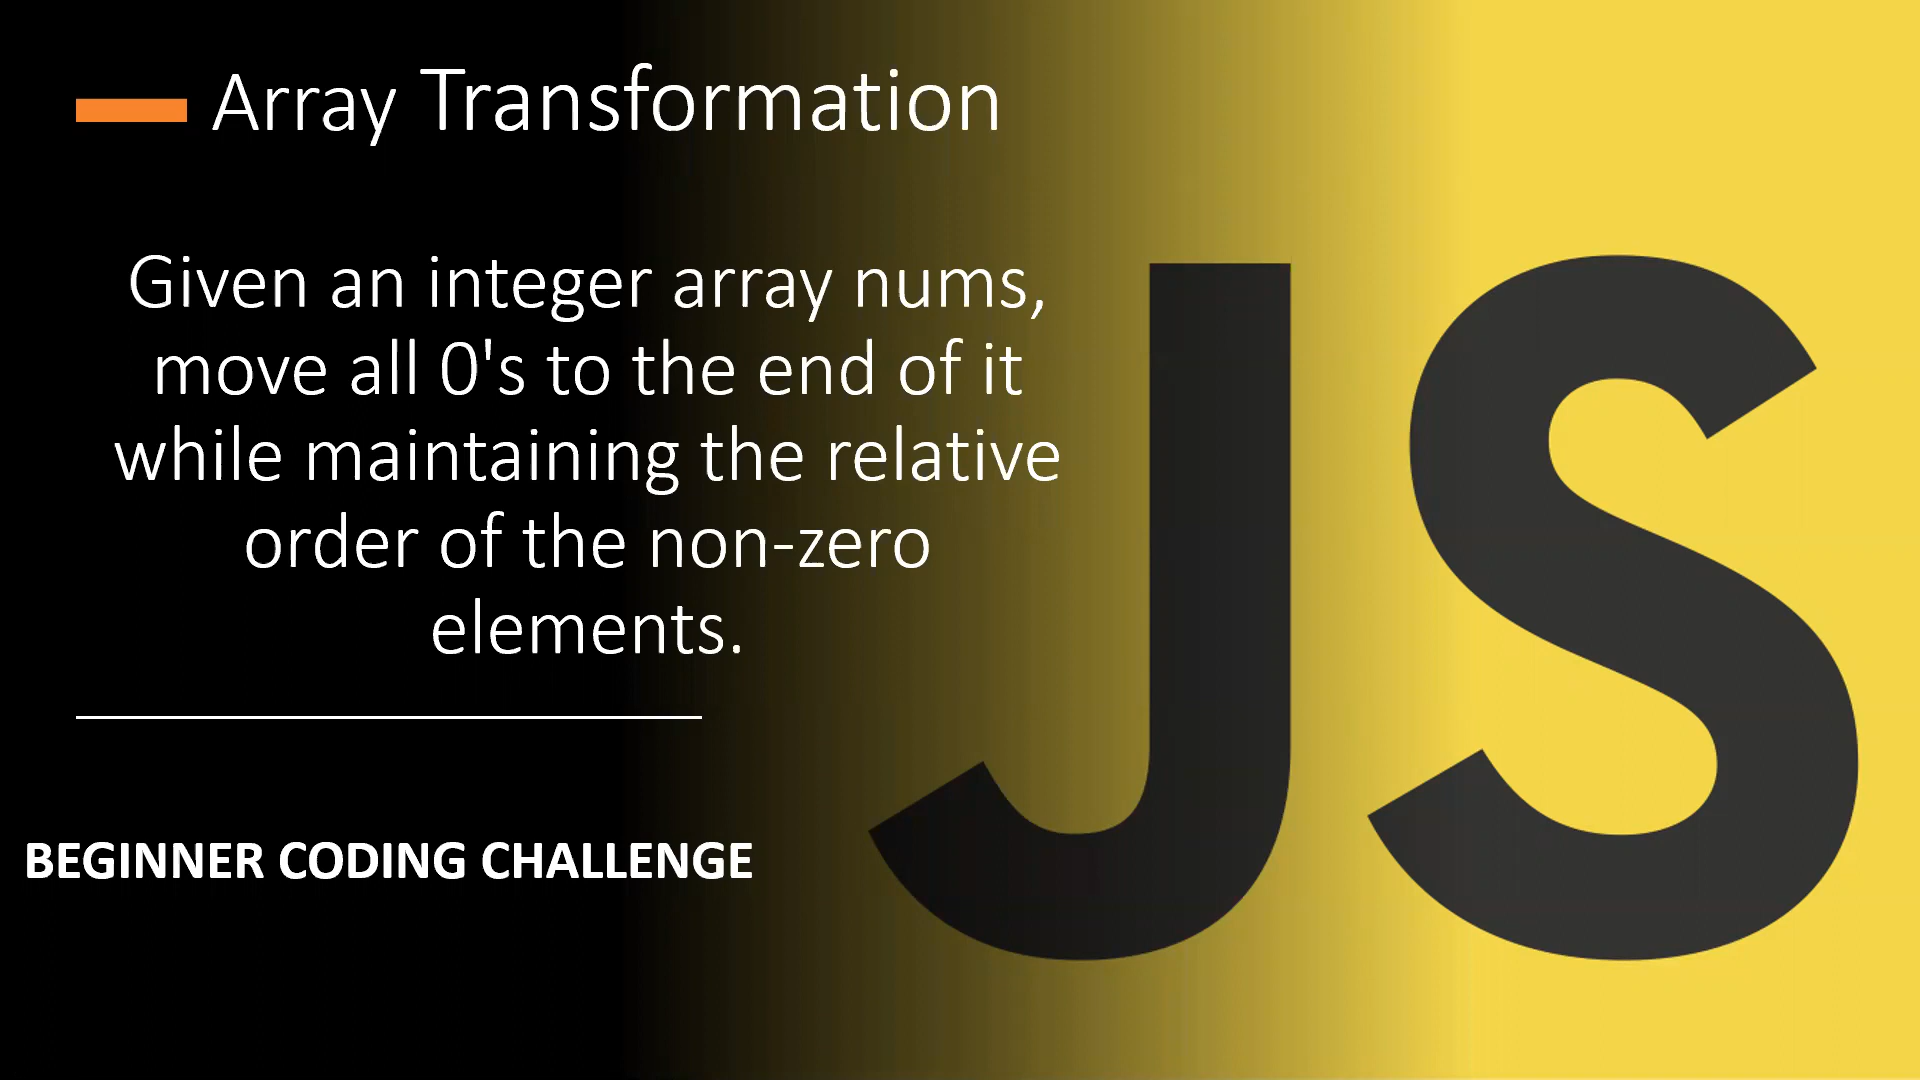 Array Transformation
Given an integer array nums,
move all 0's to the end of it
while maintaining the relative
order of the non-zero
elements.
BEGINNER CODING CHALLENGE
JS